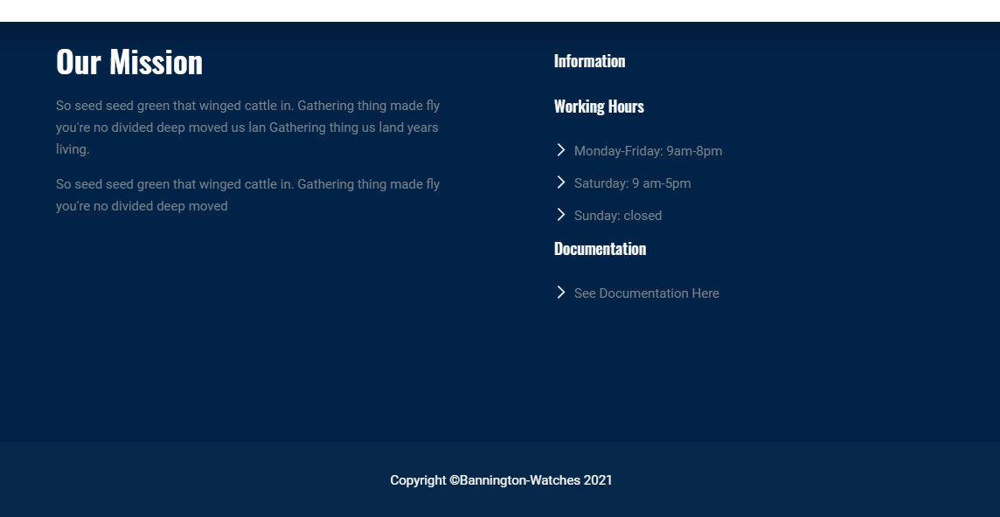 Our Mission
So seed seed green that winged cattle in. Gathering thing made fly
you're no divided deep moved us lan Gathering thing us land years
living.
So seed seed green that winged cattle in. Gathering thing made fly
you're no divided deep moved
Information
Working Hours
Monday-Friday: 9am-8pm
Saturday: 9 am-5pm
Sunday: closed
Documentation
See Documentation Here
Copyright ©Bannington-Watches 2021